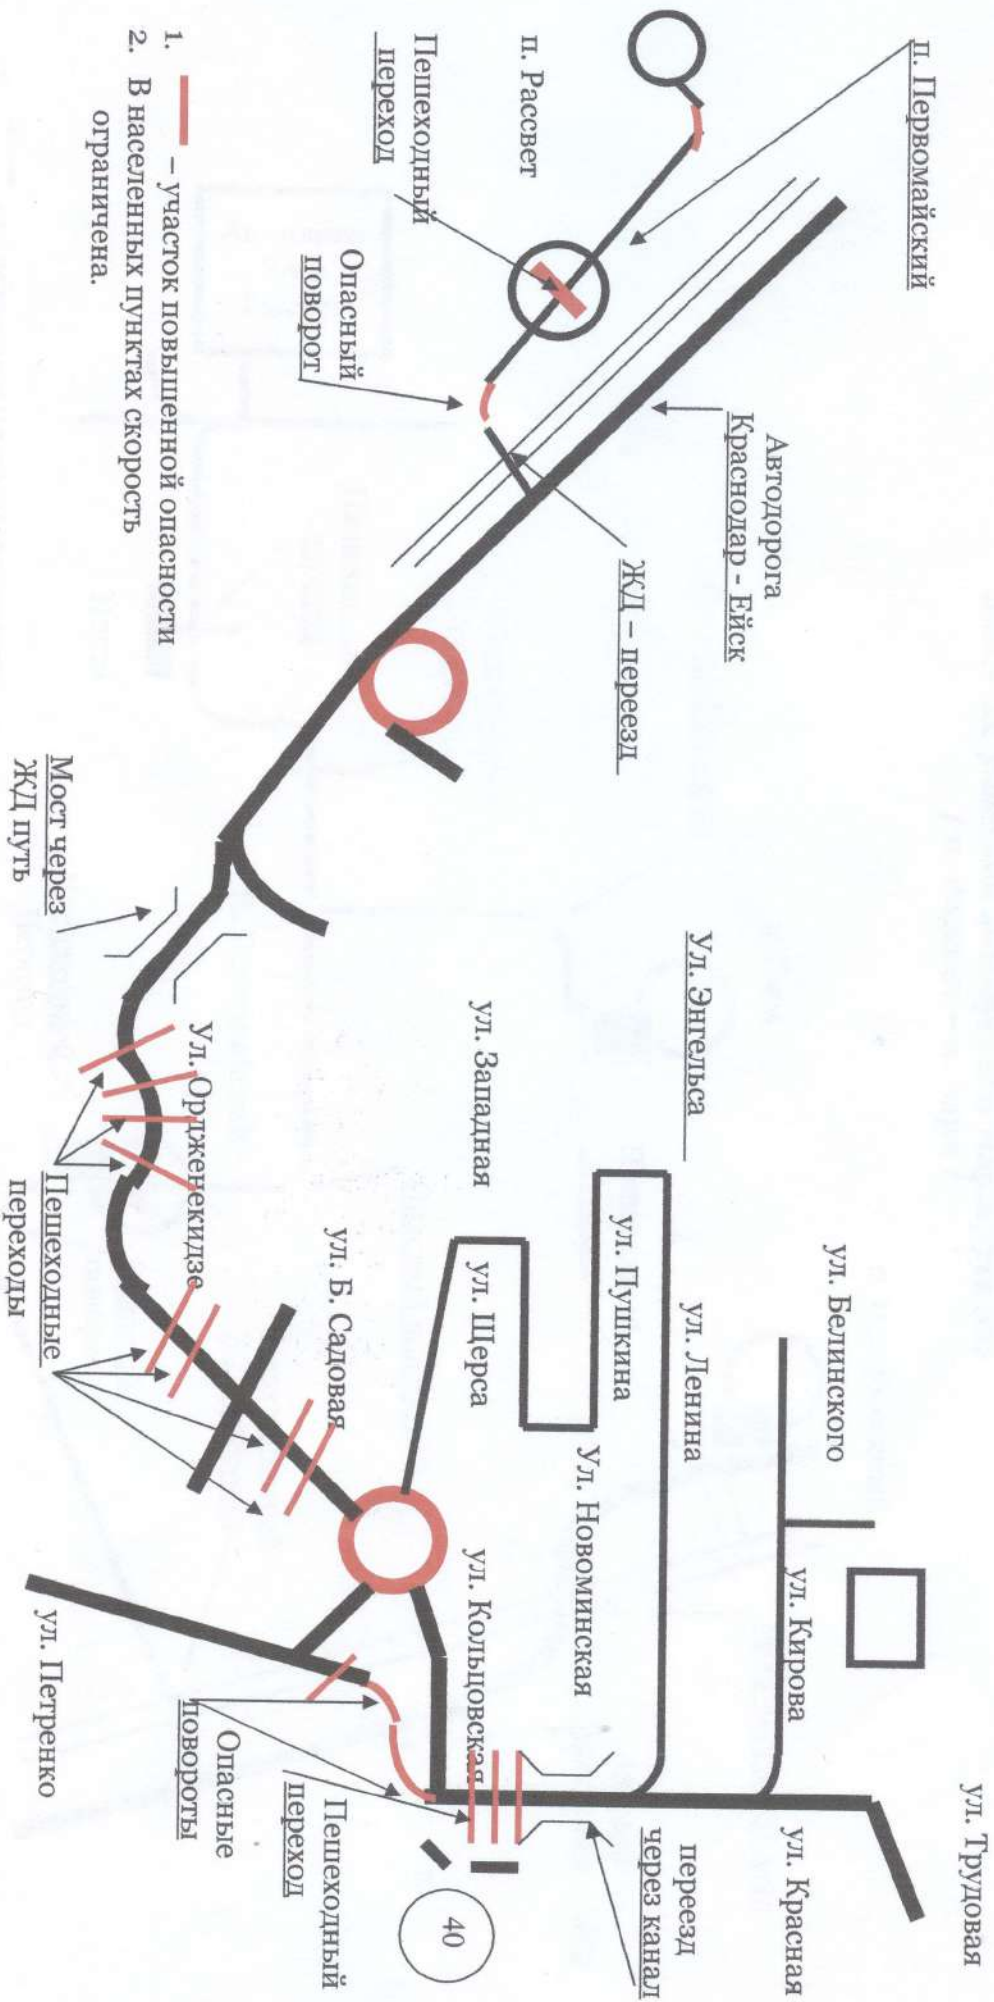 п. Первомайский
Автодорога
Краснодар - Ейск
ЖД – переезд
п. Рассвет
Пешеходный
переход
Опасный
поворот
1. – участок повышенной опасности
2. В населенных пунктах скорость
ограничена.
Мост через
ЖД путь
Ул. Ордженекидзе
Пешеходные
переходы
ул. Б. Садовая
ул. Западная
Ул. Энгельса
ул. Щерса
ул. Пушкина
ул. Ленина
ул. Белинского
Ул. Новоминская
ул. Кирова
ул. Кольцовская
ул. Петренко
Опасные
повороты
Пешеходный
переход
40
переезд
через канал
ул. Красная
ул. Трудовая